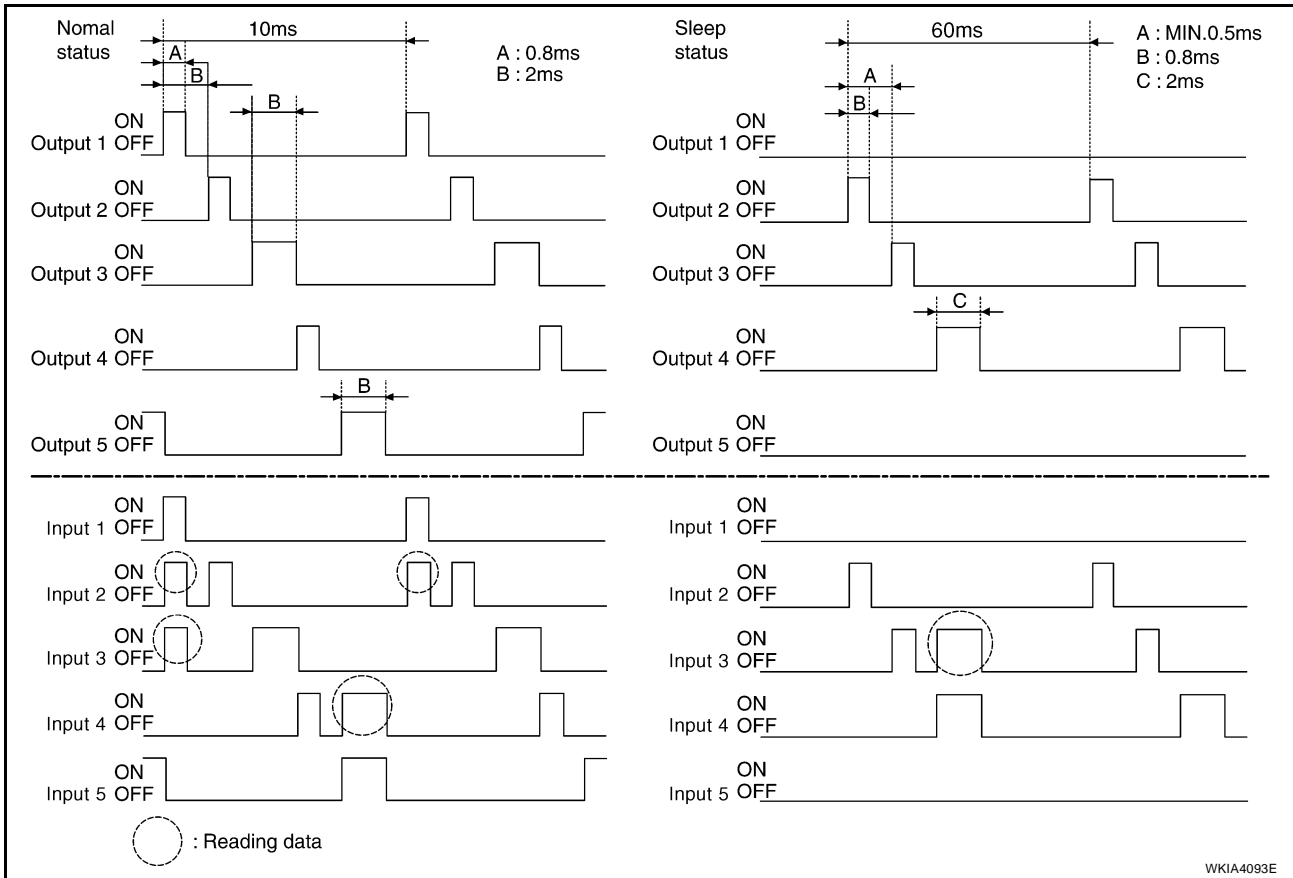 Nomal
status
10ms
A
B
B
A : 0.8ms
B : 2ms
ON
Output 1 OFF
ON
Output 2 OFF
ON
Output 3 OFF
ON
Output 4 OFF
B
ON
Output 5 OFF
Sleep
status
60ms
A
B
A : MIN.0.5ms
B : 0.8ms
C : 2ms
ON
Output 1 OFF
ON
Output 2 OFF
ON
Output 3 OFF
C
ON
Output 4 OFF
ON
Output 5 OFF
ON
Input 1 OFF
ON
Input 2 OFF
ON
Input 3 OFF
ON
Input 4 OFF
ON
Input 5 OFF
ON
Input 1 OFF
ON
Input 2 OFF
ON
Input 3 OFF
ON
Input 4 OFF
ON
Input 5 OFF
: Reading data
WKIA4093E